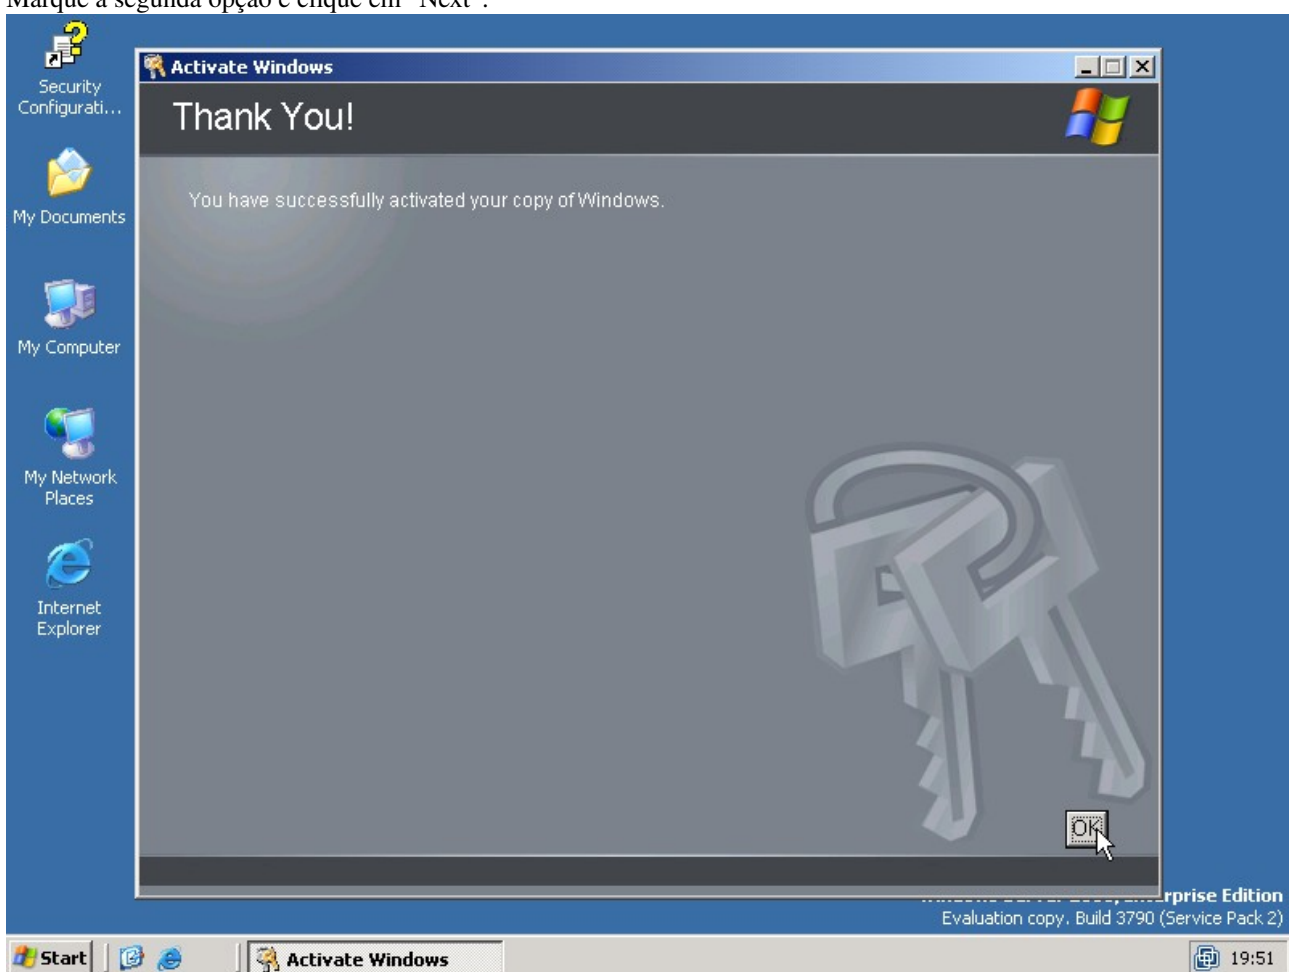 Marque a segunda opção e clique em "Next".
Security
Configurati...
My Documents
My Computer
My Network
Places
Internet
Explorer
Activate Windows
Thank You!
You have successfully activated your copy of Windows.
OK
rprise Edition
Evaluation copy. Build 3790 (Service Pack 2)
Start
Activate Windows
19:51